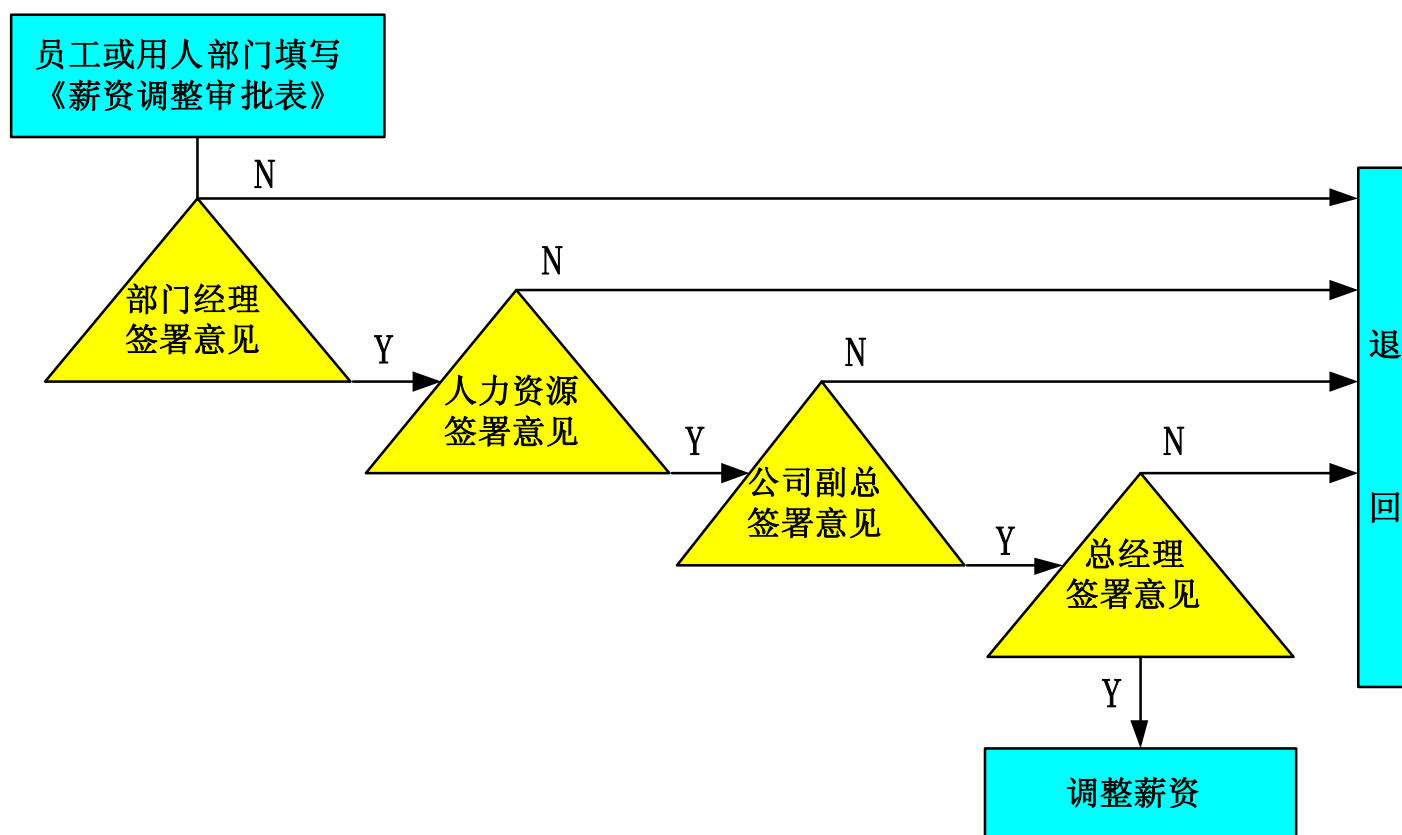 员工或用人部门填写
《薪资调整审批表》
N
部门经理
签署意见
Y
N
人力资源
签署意见
Y
N
公司副总
签署意见
Y
N
总经理
签署意见
Y
退
回
调整薪资